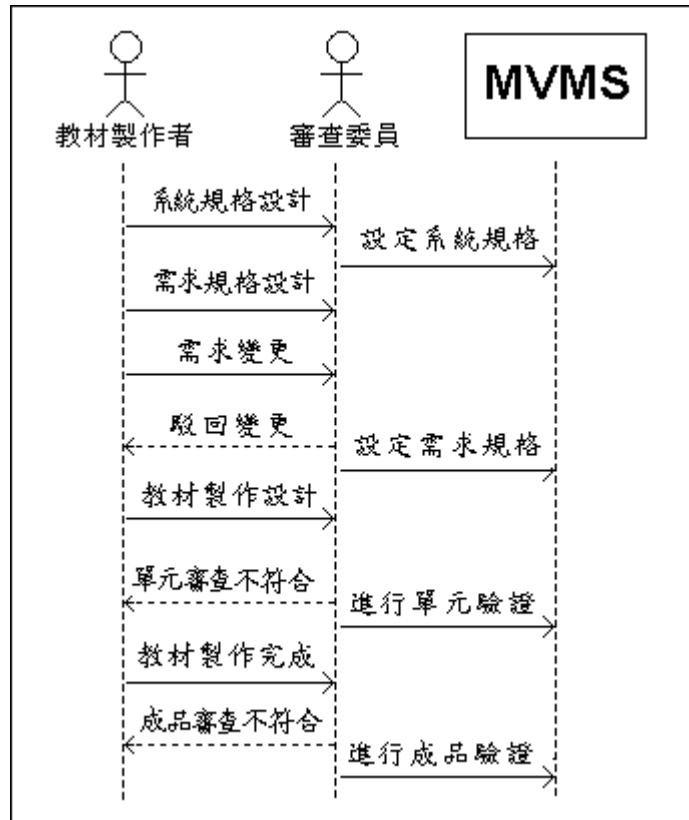 教材製作者
審查委員
MVMS
系統規格設計
設定系統規格
需求規格設計
需求變更
駁回變更
設定需求規格
教材製作設計
單元審查不符合
進行單元驗證
教材製作完成
成品審查不符合
進行成品驗證